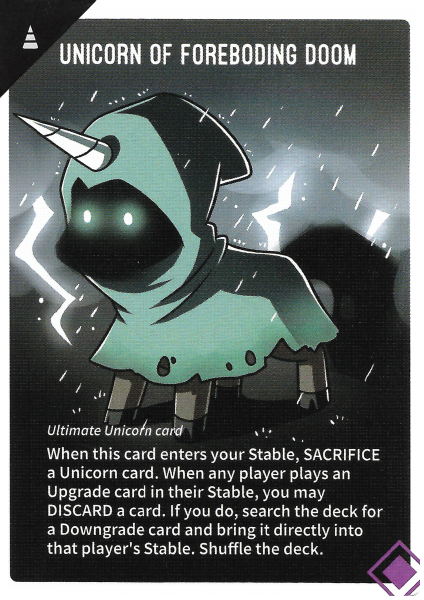 UNICORN OF FOREBODING DOOM
Ultimate Unicorn card
When this card enters your Stable, SACRIFICE
a Unicorn card. When any player plays an
Upgrade card in their Stable, you may
DISCARD a card. If you do, search the deck for
a Downgrade card and bring it directly into
that player's Stable. Shuffle the deck.